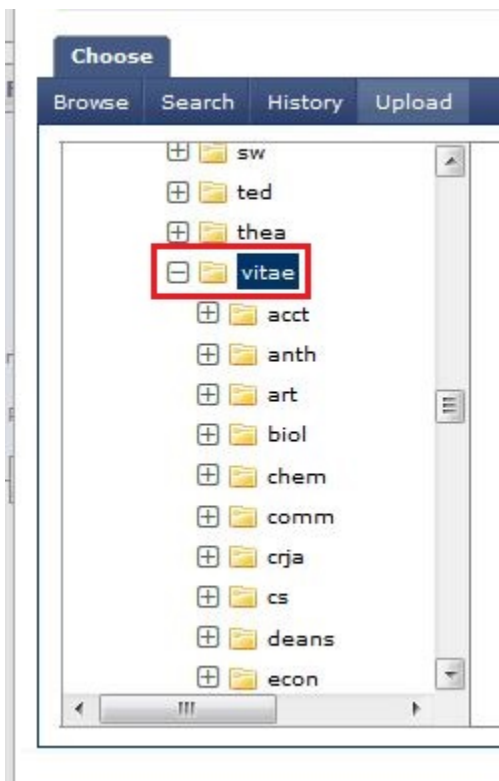 Choose
Browse Search History Upload
sw
ted
thea
vitae
acct
anth
art
biol
chem
comm
crja
cs
deans
econ